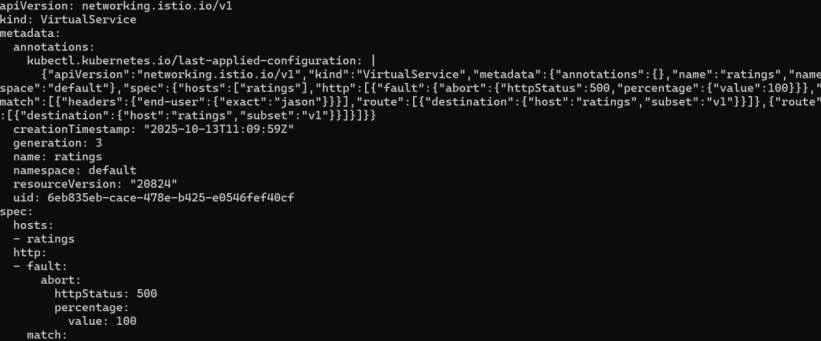 apiVersion: networking.istio.io/v1
kind: VirtualService
metadata:
  annotations:
    kubectl.kubernetes.io/last-applied-configuration: |
      {"apiVersion":"networking.istio.io/v1","kind":"VirtualService","metadata":{"annotations":{},"name":"ratings","name
space":"default"},"spec":{"hosts":["ratings"],"http":[{"fault":{"abort":{"httpStatus":500,"percentage":{"value":100}}},"
match":[{"headers":{"end-user":{"exact":"jason"}}}],"route":[{"destination":{"host":"ratings","subset":"v1"}}]},{"route"
:[{"destination":{"host":"ratings","subset":"v1"}}]}]}}
  creationTimestamp: "2025-10-13T11:09:59Z"
  generation: 3
  name: ratings
  namespace: default
  resourceVersion: "20824"
  uid: 6eb835eb-cace-478e-b425-e0546fef40cf
spec:
  hosts:
  - ratings
  http:
  - fault:
      abort:
        httpStatus: 500
        percentage:
          value: 100
    match: